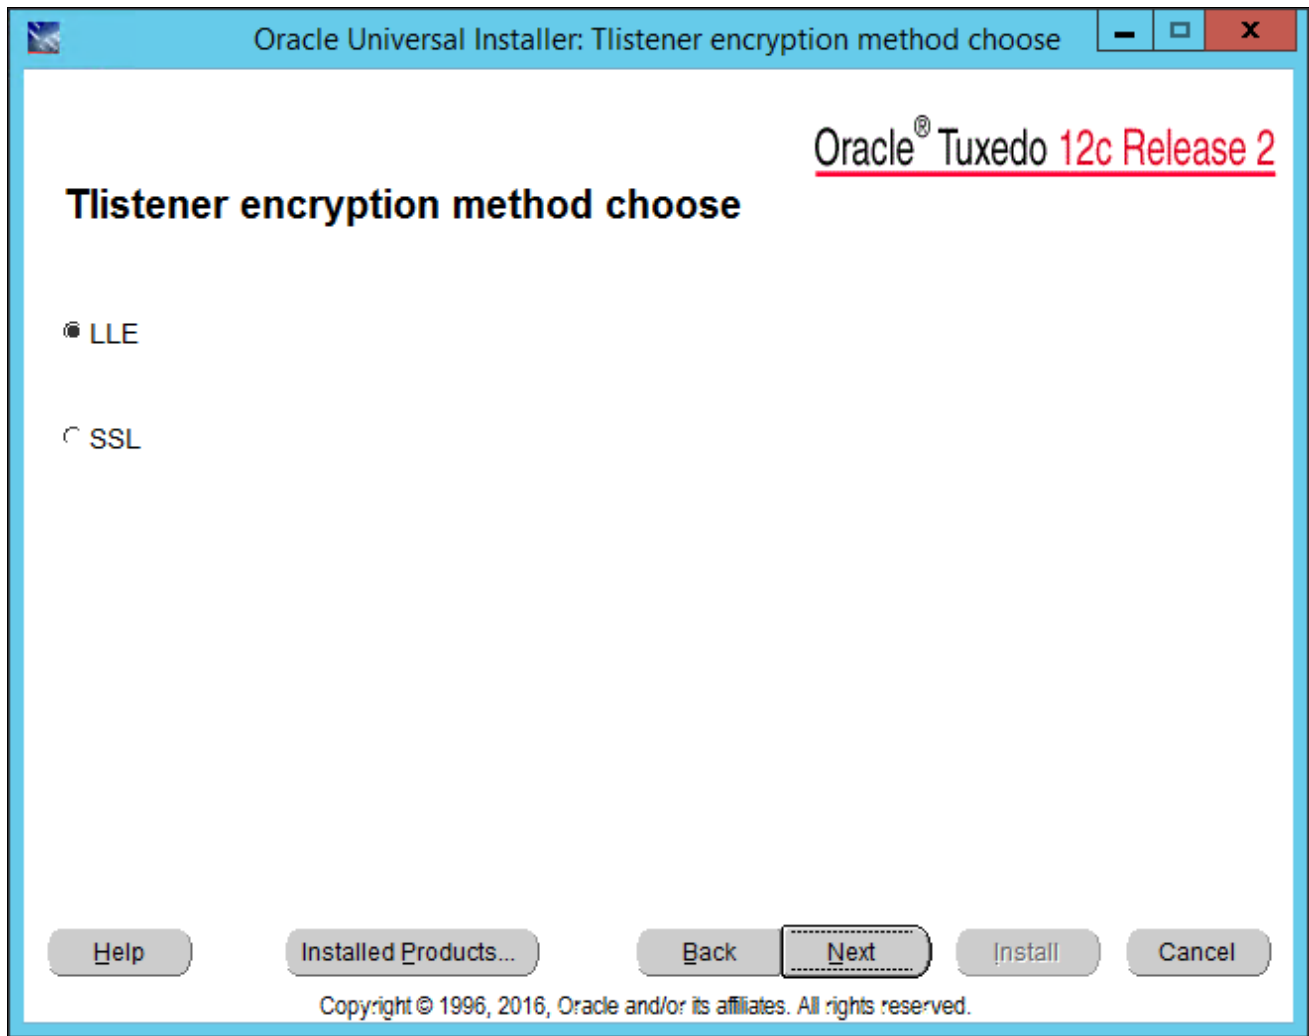 Oracle Universal Installer: Tlistener encryption method choose
Oracle® Tuxedo 12c Release 2
Tlistener encryption method choose
LLE
SSL
Help Installed Products... Back Next Install Cancel
Copyright © 1996, 2016, Oracle and/or its affiliates. All rights reserved.